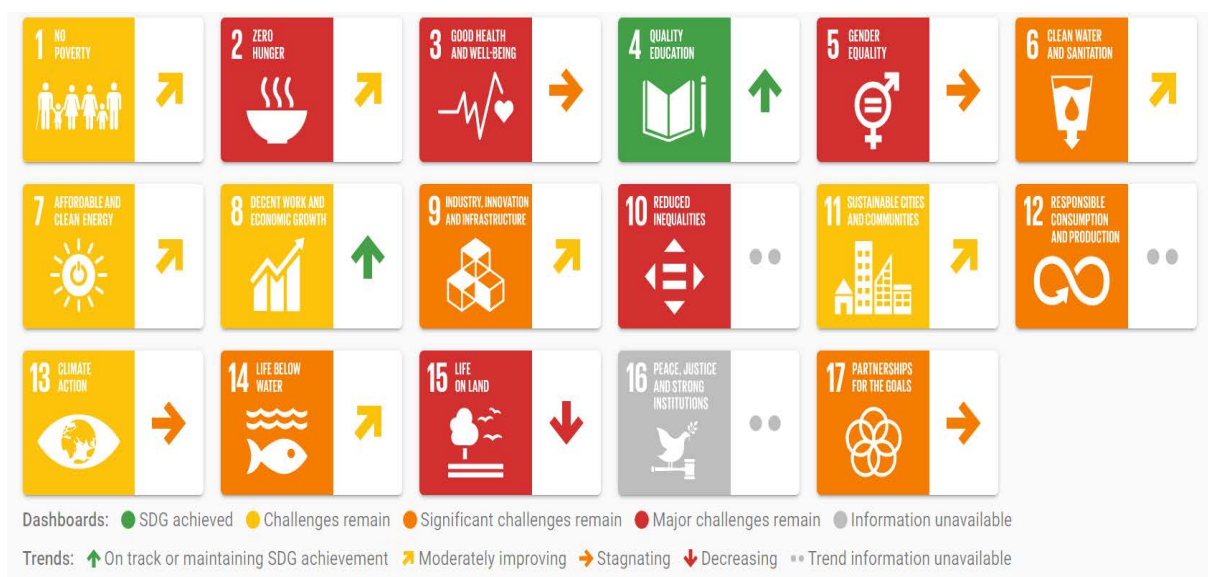 1 NO
POVERTY
2 ZERO
HUNGER
3 GOOD HEALTH
AND WELL-BEING
4 QUALITY
EDUCATION
5 GENDER
EQUALITY
6 CLEAN WATER
AND SANITATION
7 AFFORDABLE AND
CLEAN ENERGY
8 DECENT WORK AND
ECONOMIC GROWTH
9 INDUSTRY, INNOVATION
AND INFRASTRUCTURE
10 REDUCED
INEQUALITIES
11 SUSTAINABLE CITIES
AND COMMUNITIES
12 RESPONSIBLE
CONSUMPTION
AND PRODUCTION
13 CLIMATE
ACTION
14 LIFE BELOW
WATER
15 LIFE
ON LAND
16 PEACE, JUSTICE
AND STRONG
INSTITUTIONS
17 PARTNERSHIPS
FOR THE GOALS
Dashboards: SDG achieved Challenges remain Significant challenges remain Major challenges remain Information unavailable
Trends: On track or maintaining SDG achievement Moderately improving Stagnating Decreasing Trend information unavailable